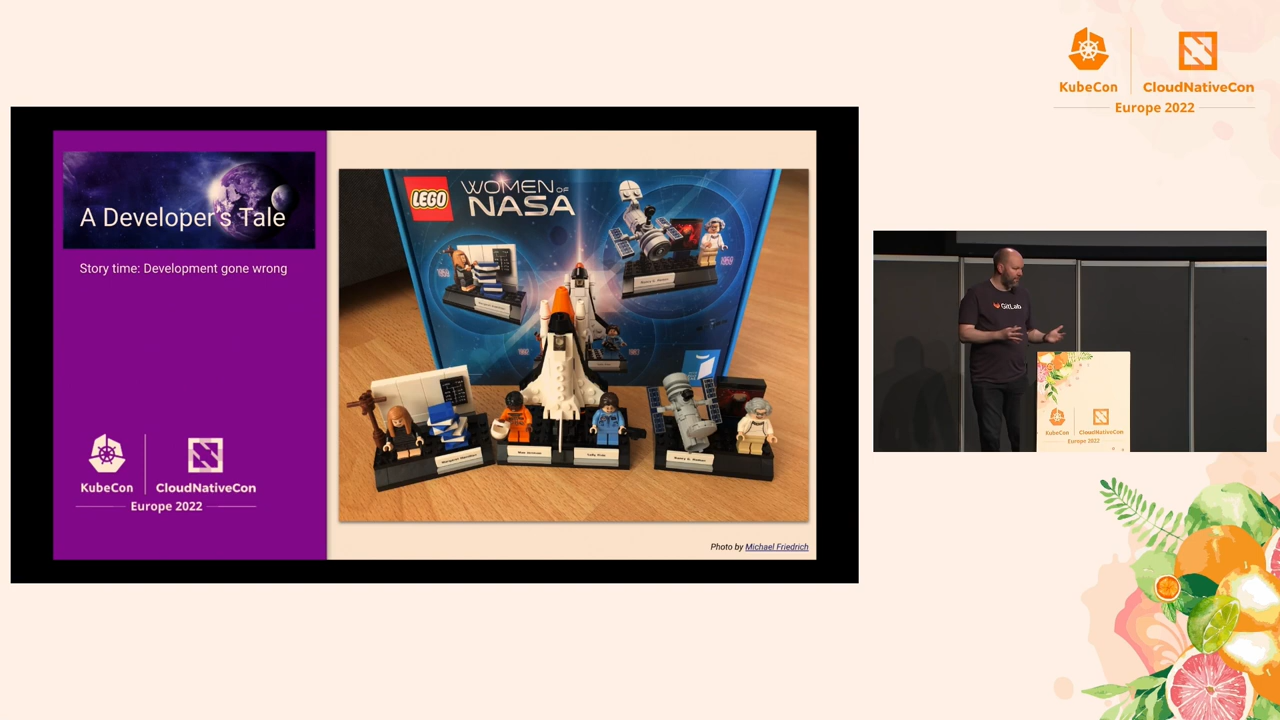 KubeCon
CloudNativeCon
Europe 2022
A Developer's Tale
Story time: Development gone wrong
KubeCon
CloudNativeCon
Europe 2022
LEGO
WOMEN OF
NASA
Photo by Michael Friedrich
GitLab
KubeCon
CloudNativeCon
Europe 2022